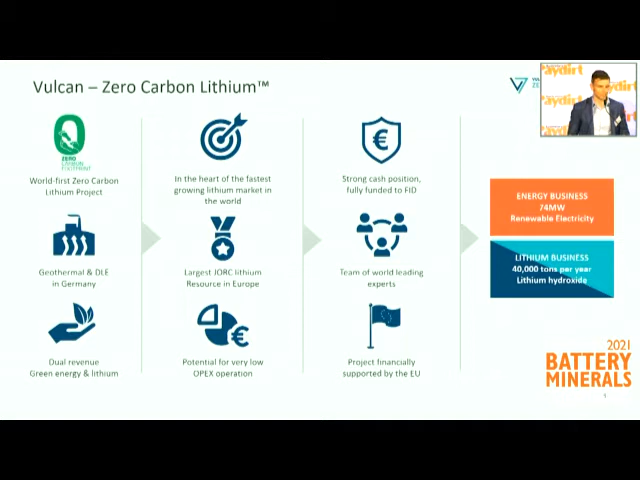 Vulcan – Zero Carbon Lithium™
ZERO
CARBON
FOOTPRINT
World-first Zero Carbon
Lithium Project
In the heart of the fastest
growing lithium market in
the world
Strong cash position,
fully funded to FID
Geothermal & DLE
in Germany
Largest JORC lithium
Resource in Europe
Team of world leading
experts
Dual revenue
Green energy & lithium
Potential for very low
OPEX operation
Project financially
supported by the EU
ENERGY BUSINESS
74MW
Renewable Electricity
LITHIUM BUSINESS
40,000 tons per year
Lithium hydroxide
2021
BATTERY
MINERALS